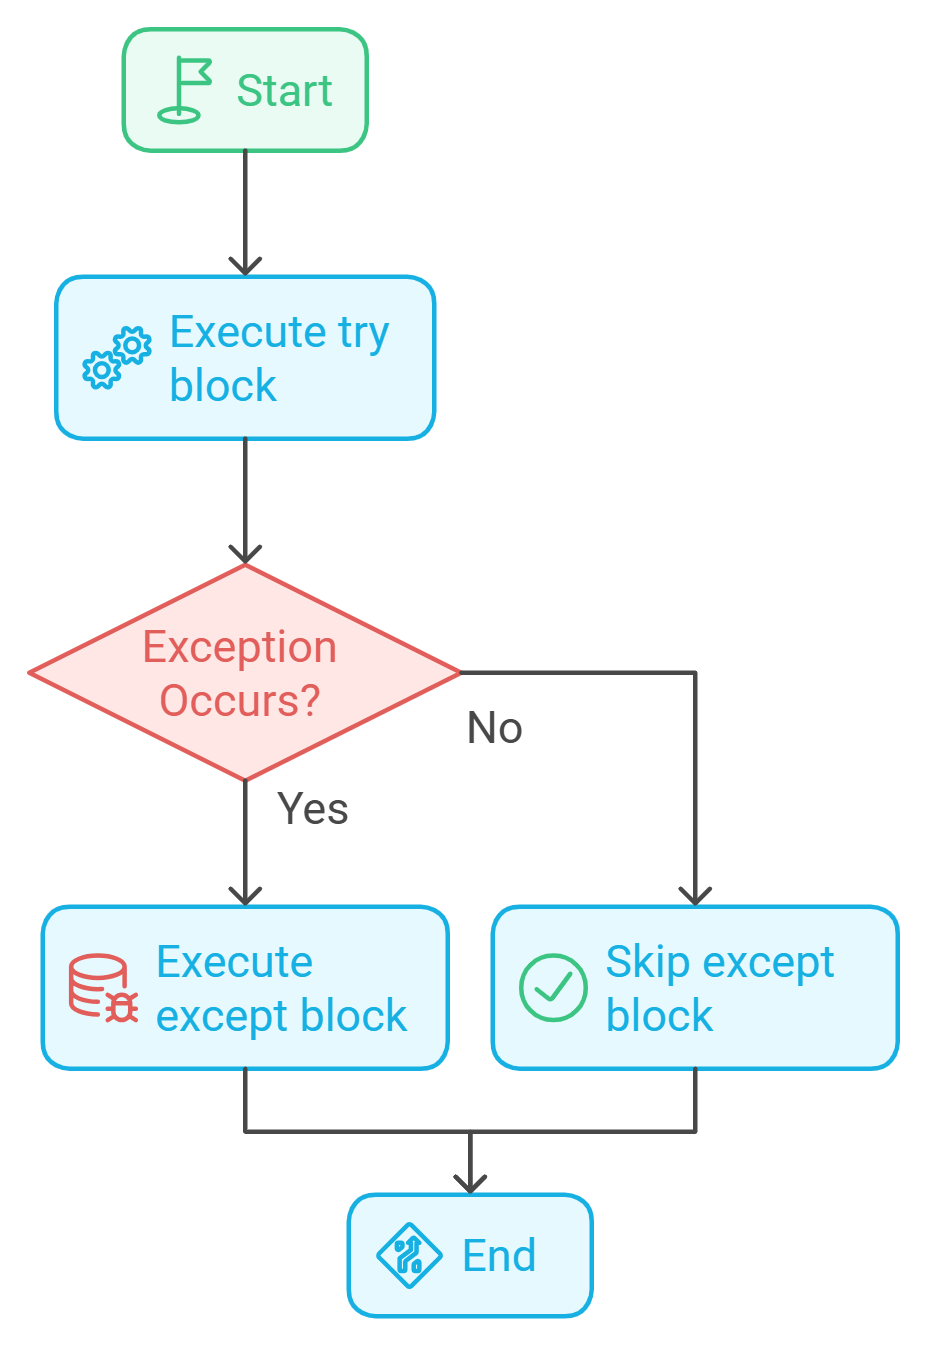 Start
Execute try
block
Exception
Occurs?
No
Yes
Execute
except block
Skip except
block
End